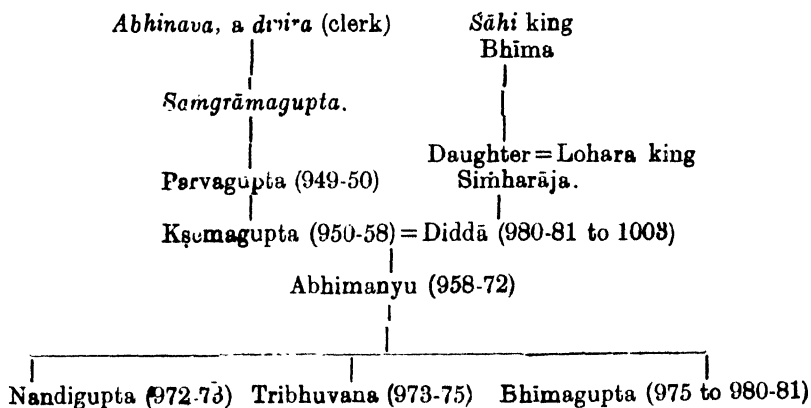 Abhinava, a divira (clerk) Śāhi king
Bhīma
Saṁgrāmagupta.
Daughter = Lohara king
Parvagupta (949-50) Siṁharāja.
Kṣemagupta (950-58) = Diddā (980-81 to 1003)
Abhimanyu (958-72)
Nandigupta (972-73) Tribhuvana (973-75) Bhīmagupta (975 to 980-81)